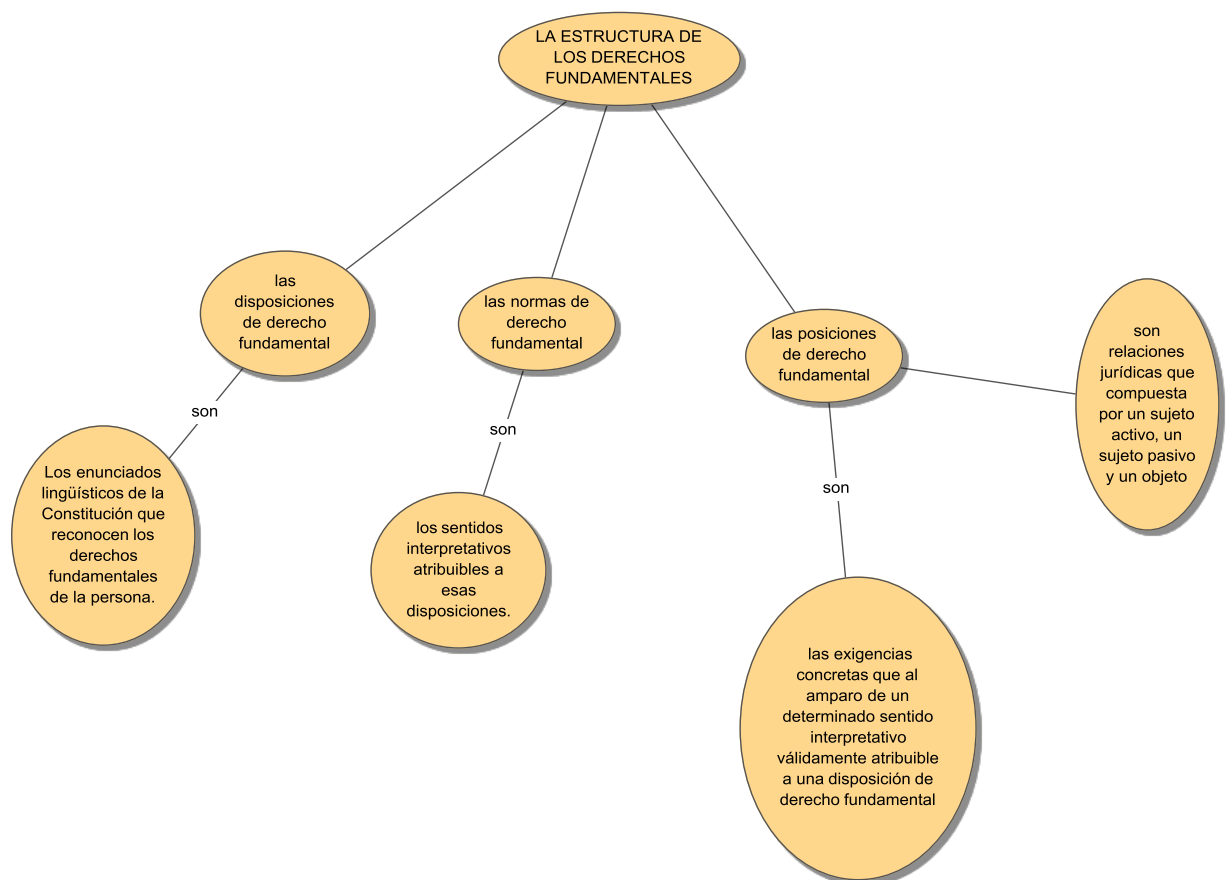 LA ESTRUCTURA DE
LOS DERECHOS
FUNDAMENTALES
las
disposiciones
de derecho
fundamental
son
Los enunciados
lingüísticos de la
Constitución que
reconocen los
derechos
fundamentales
de la persona.
las normas de
derecho
fundamental
son
los sentidos
interpretativos
atribuibles a
esas
disposiciones.
las posiciones
de derecho
fundamental
son
las exigencias
concretas que al
amparo de un
determinado sentido
interpretativo
válidamente atribuible
a una disposición de
derecho fundamental
son
relaciones
jurídicas que
compuesta
por un sujeto
activo, un
sujeto pasivo
y un objeto